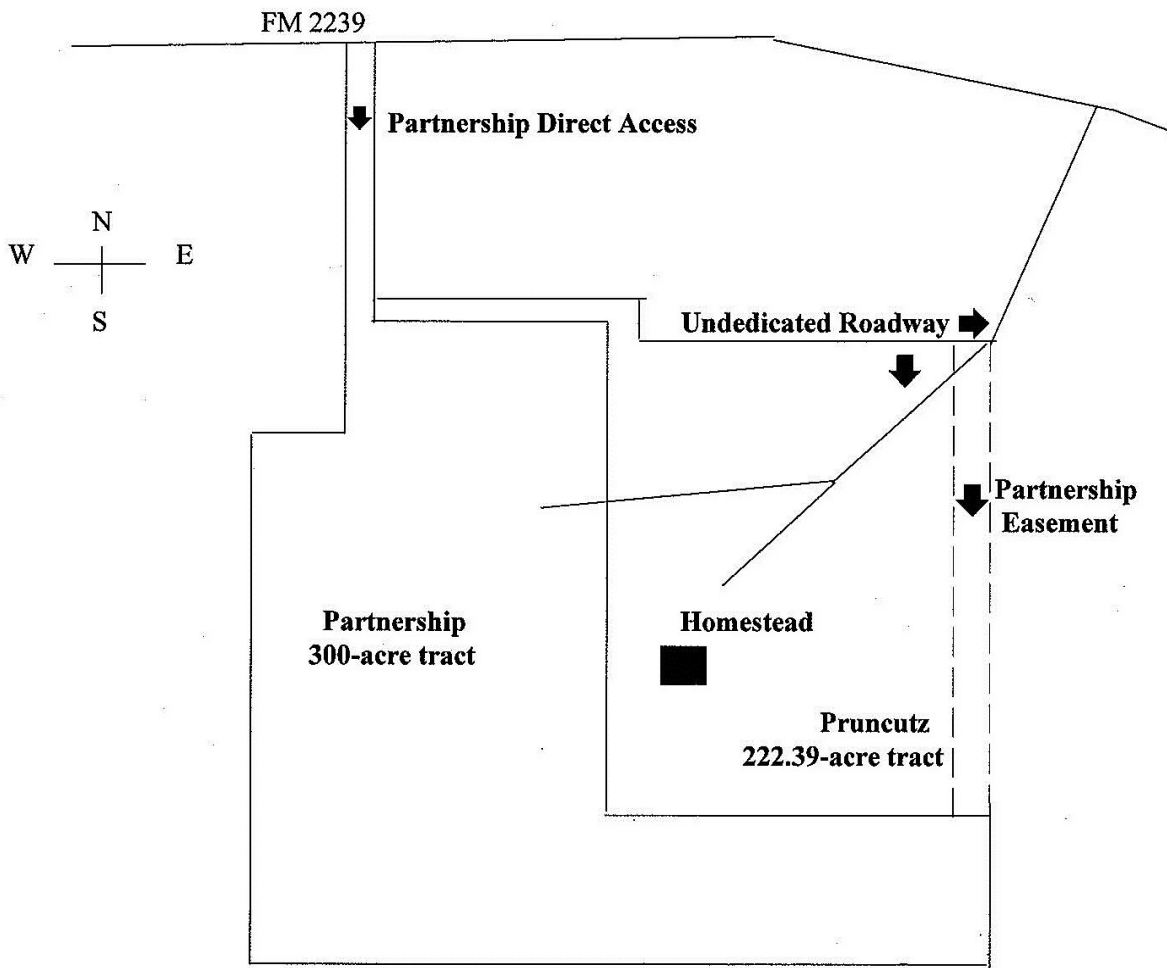 FM 2239
Partnership Direct Access
N
W E
S
Undedicated Roadway
Partnership
Easement
Partnership
300-acre tract
Homestead
Pruncutz
222.39-acre tract